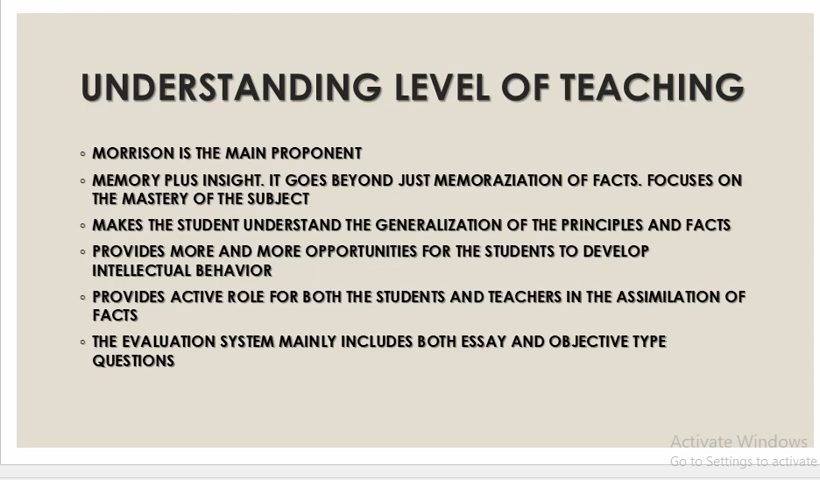 UNDERSTANDING LEVEL OF TEACHING
◦ MORRISON IS THE MAIN PROPONENT
◦ MEMORY PLUS INSIGHT. IT GOES BEYOND JUST MEMORAZIATION OF FACTS. FOCUSES ON
THE MASTERY OF THE SUBJECT
◦ MAKES THE STUDENT UNDERSTAND THE GENERALIZATION OF THE PRINCIPLES AND FACTS
◦ PROVIDES MORE AND MORE OPPORTUNITIES FOR THE STUDENTS TO DEVELOP
INTELLECTUAL BEHAVIOR
◦ PROVIDES ACTIVE ROLE FOR BOTH THE STUDENTS AND TEACHERS IN THE ASSIMILATION OF
FACTS
◦ THE EVALUATION SYSTEM MAINLY INCLUDES BOTH ESSAY AND OBJECTIVE TYPE
QUESTIONS
Activate Windows
Go to Settings to activate